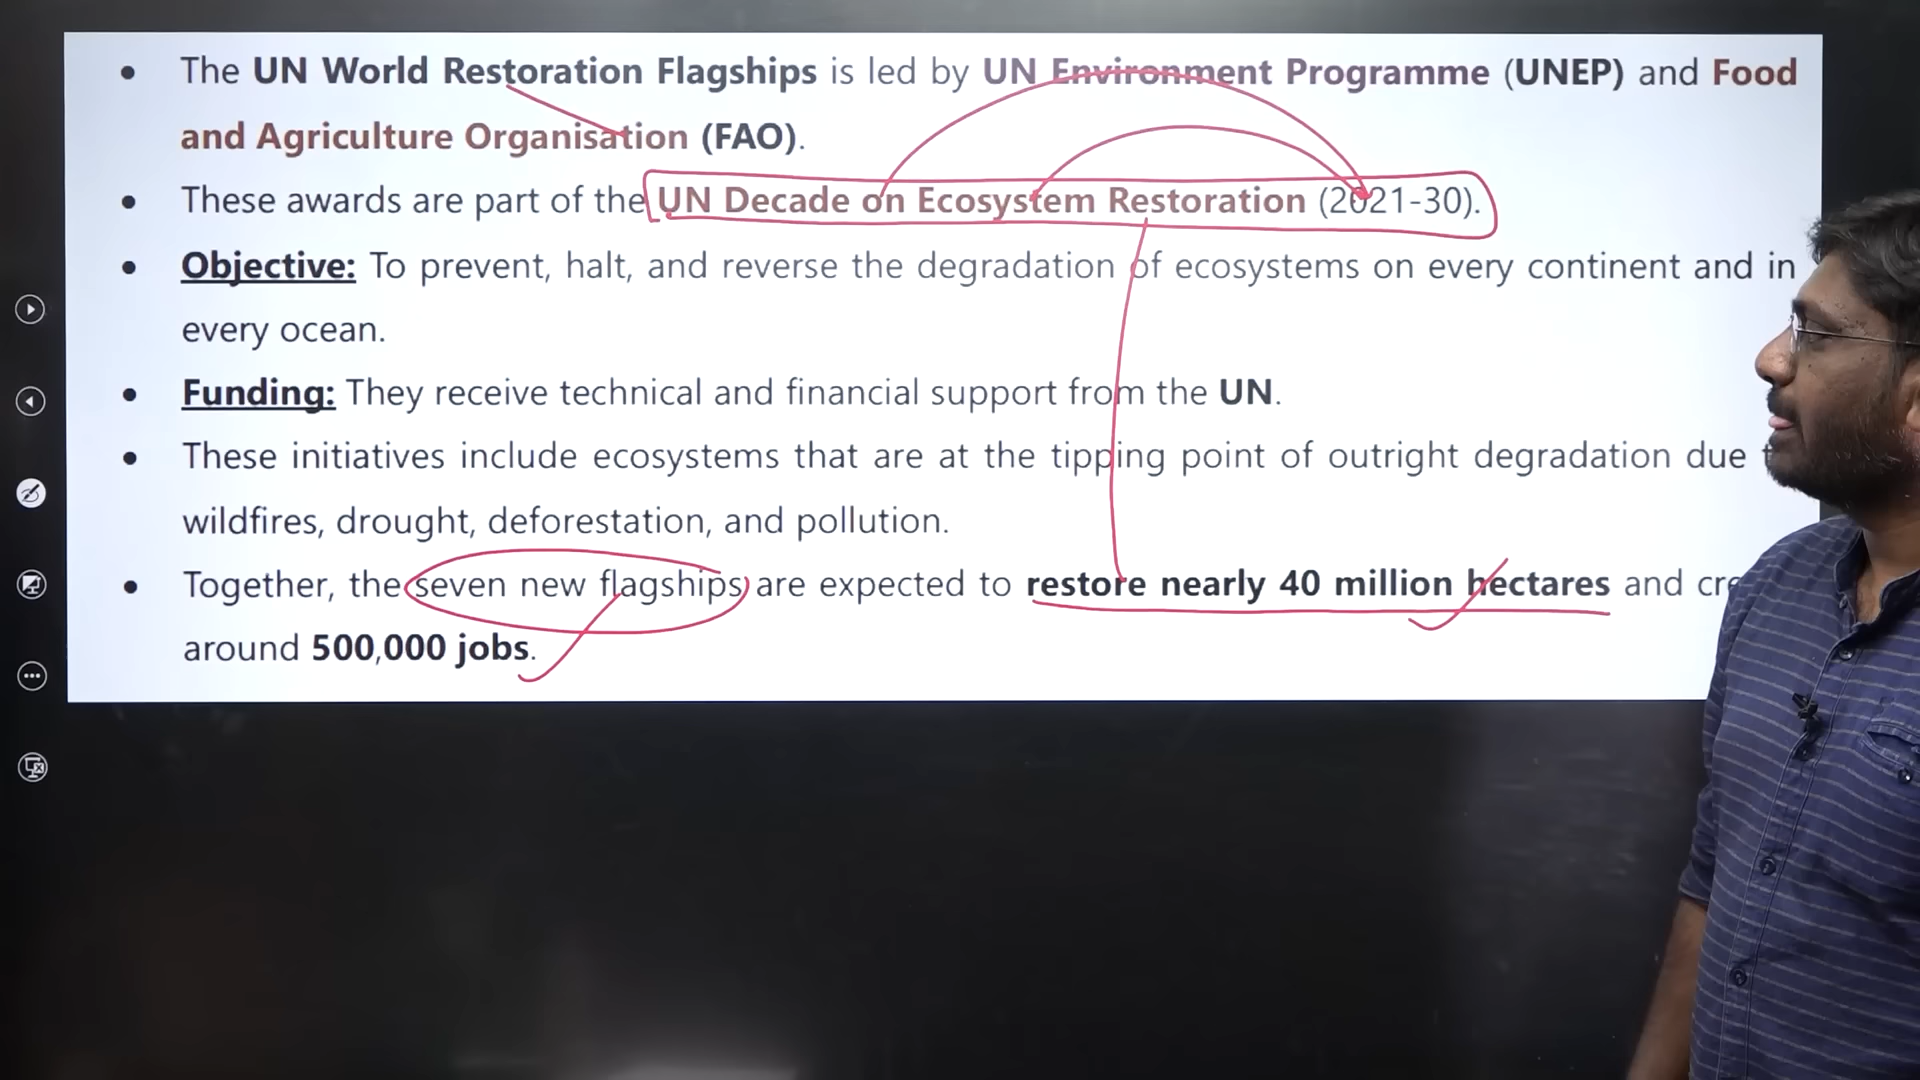 • The UN World Restoration Flagships is led by UN Environment Programme (UNEP) and Food
and Agriculture Organisation (FAO).
• These awards are part of the UN Decade on Ecosystem Restoration (2021-30).
• Objective: To prevent, halt, and reverse the degradation of ecosystems on every continent and in
every ocean.
• Funding: They receive technical and financial support from the UN.
• These initiatives include ecosystems that are at the tipping point of outright degradation due
wildfires, drought, deforestation, and pollution.
• Together, the seven new flagships are expected to restore nearly 40 million hectares and
around 500,000 jobs.